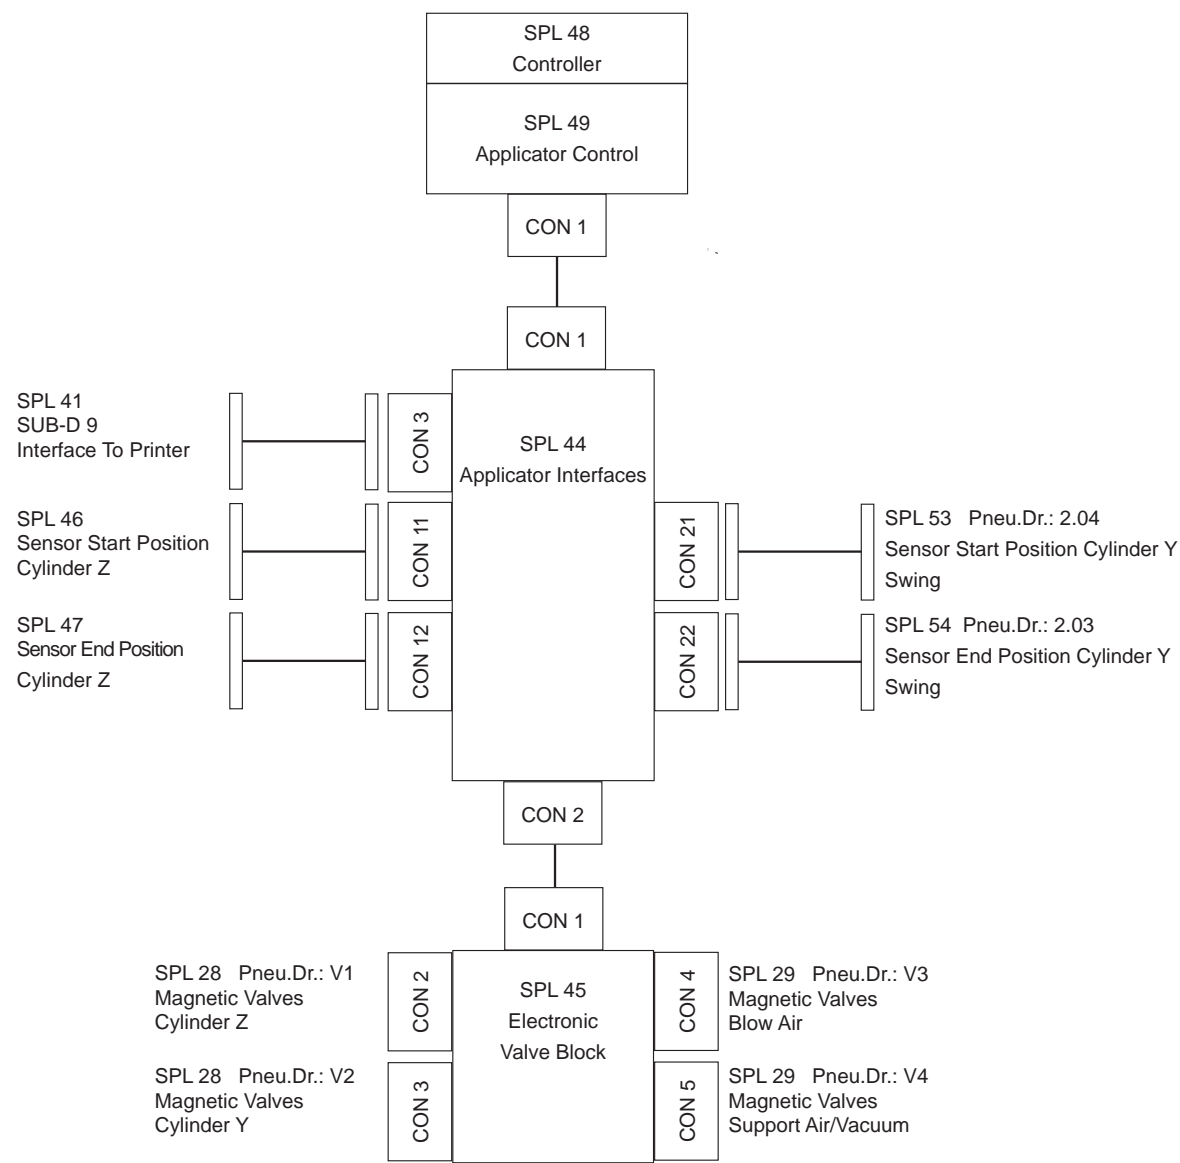 SPL 48
Controller
SPL 49
Applicator Control
CON 1
CON 1
SPL 41
SUB-D 9
Interface To Printer
CON 3
SPL 44
Applicator Interfaces
SPL 46
Sensor Start Position
Cylinder Z
CON 11
CON 21
SPL 53 Pneu.Dr.: 2.04
Sensor Start Position Cylinder Y
Swing
SPL 47
Sensor End Position
Cylinder Z
CON 12
CON 22
SPL 54 Pneu.Dr.: 2.03
Sensor End Position Cylinder Y
Swing
CON 2
CON 1
SPL 28 Pneu.Dr.: V1
Magnetic Valves
Cylinder Z
CON 2
SPL 45
Electronic
Valve Block
CON 4
SPL 29 Pneu.Dr.: V3
Magnetic Valves
Blow Air
SPL 28 Pneu.Dr.: V2
Magnetic Valves
Cylinder Y
CON 3
CON 5
SPL 29 Pneu.Dr.: V4
Magnetic Valves
Support Air/Vacuum